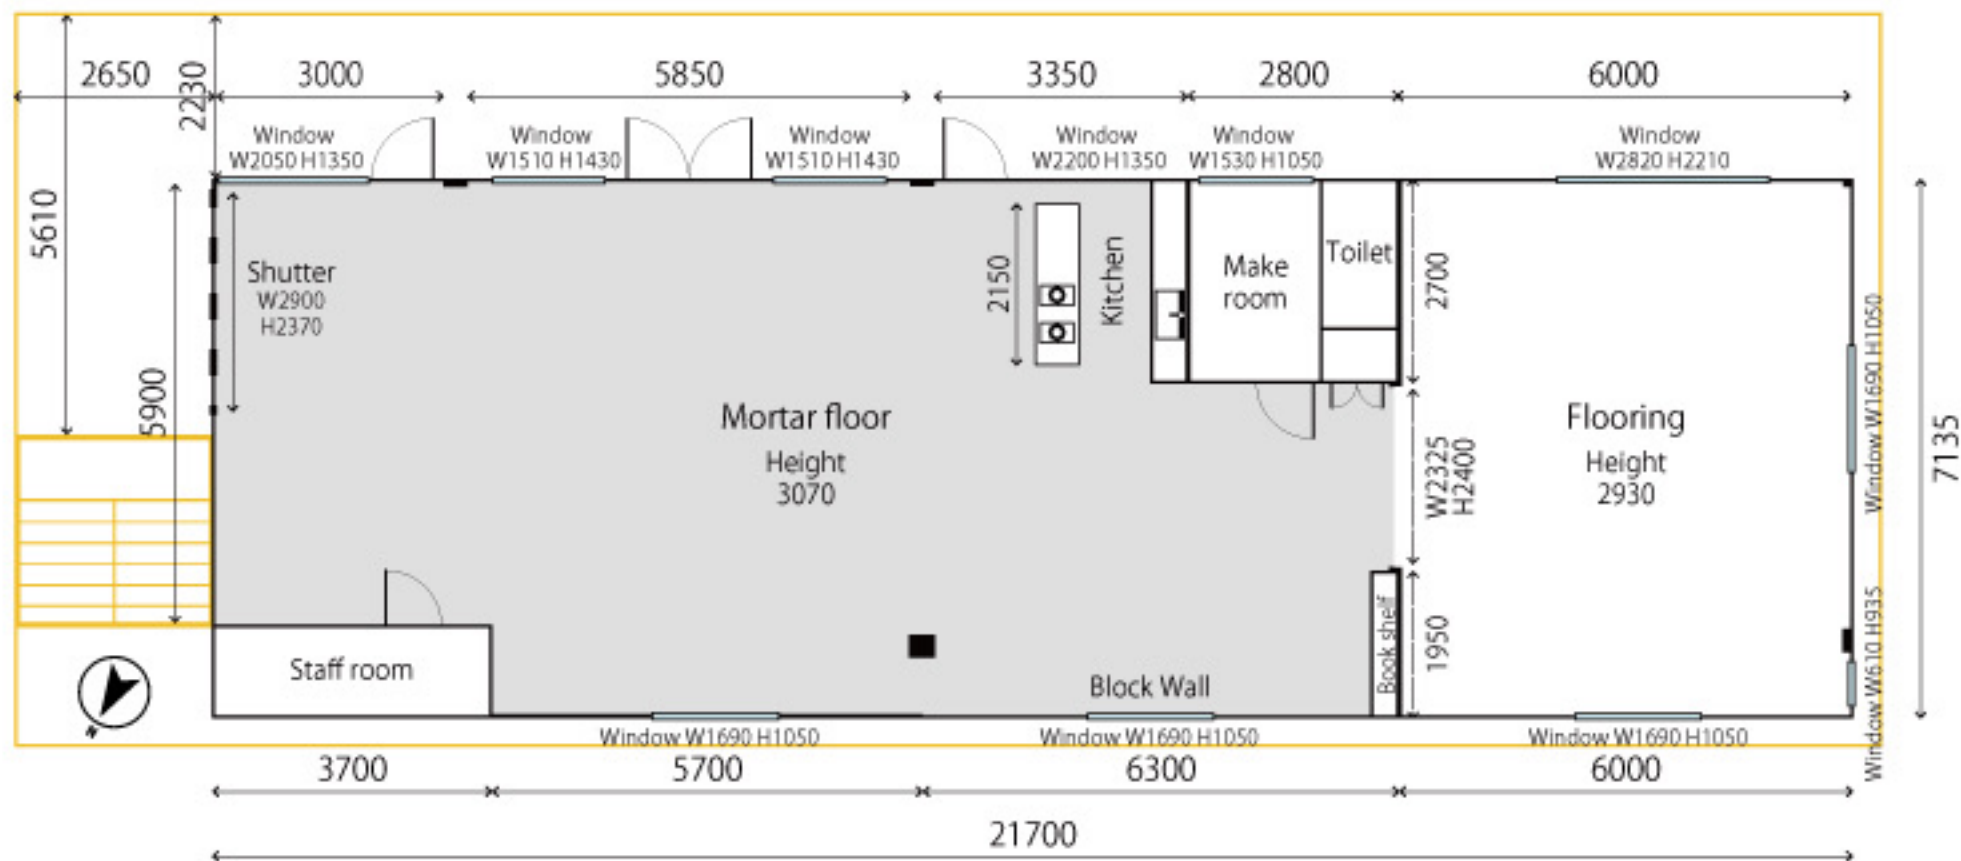 2650
3000
5850
3350
2800
6000
2230
Window
W2050 H1350
Window
W1510 H1430
Window
W1510 H1430
Window
W2200 H1350
Window
W1530 H1050
Window
W2820 H2210
5610
5900
Shutter
W2900
H2370
2150
Kitchen
Make
room
Toilet
2700
Mortar floor
Height
3070
W2325
H2400
Flooring
Height
2930
Window W1690 H1050
7135
Staff room
Block Wall
Book shelf
1950
Window W610 H935
N
Window W1690 H1050
Window W1690 H1050
Window W1690 H1050
3700
5700
6300
6000
21700